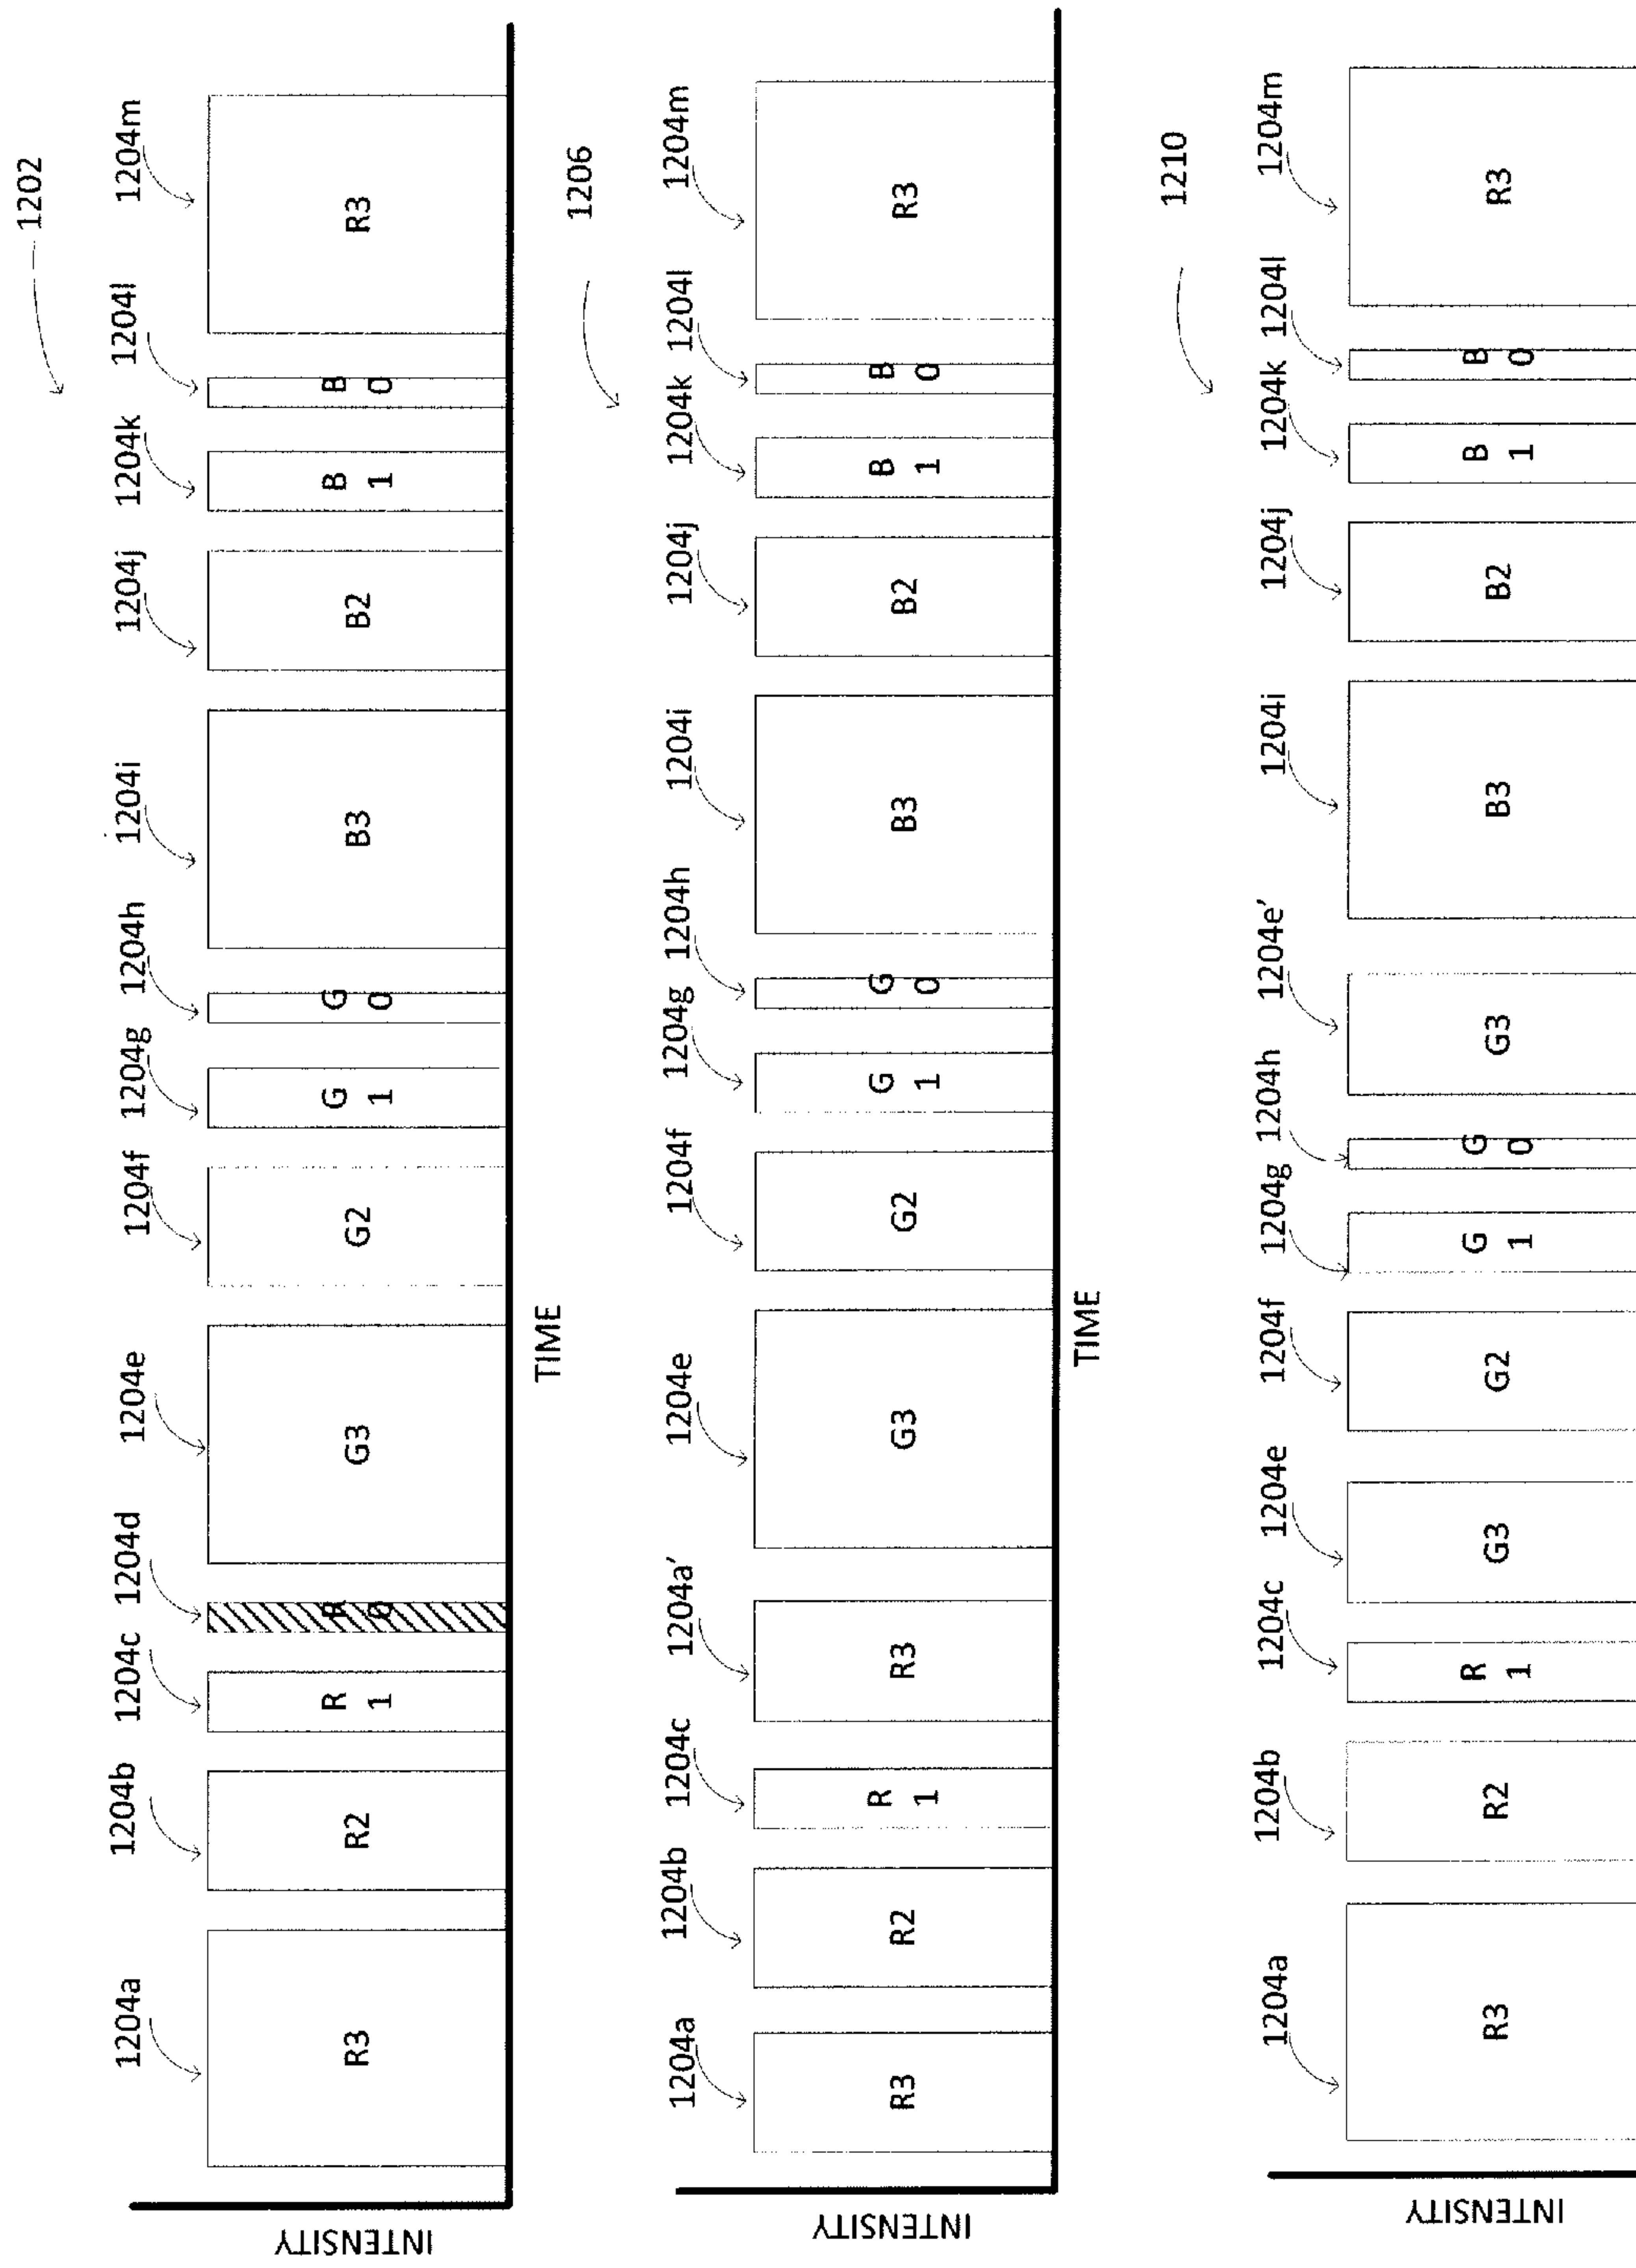 1202
1204a 1204b 1204c 1204d 1204e 1204f 1204g 1204h 1204i 1204j 1204k 1204l 1204m
INTENSITY
R3 R2 R 1 R 0 G3 G2 G 1 G 0 B3 B2 B 1 B 0 R3
TIME
1206
1204a 1204b 1204c 1204a' 1204e 1204f 1204g 1204h 1204i 1204j 1204k 1204l 1204m
INTENSITY
R3 R2 R 1 R3 G3 G2 G 1 G 0 B3 B2 B 1 B 0 R3
TIME
1210
1204a 1204b 1204c 1204e 1204f 1204g 1204h 1204e' 1204i 1204j 1204k 1204l 1204m
INTENSITY
R3 R2 R 1 G3 G2 G 1 G 0 G3 B3 B2 B 1 B 0 R3